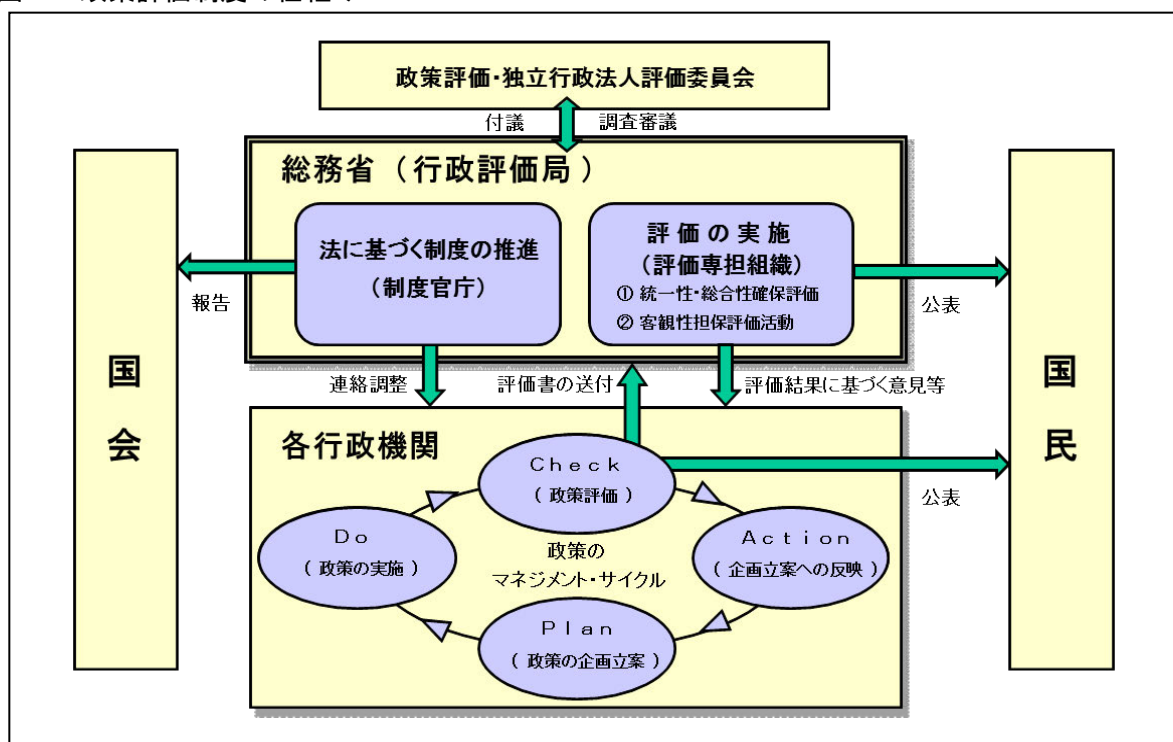 政策評価・独立行政法人評価委員会
付議
調査審議
総務省（行政評価局）
法に基づく制度の推進
（制度官庁）
評価の実施
（評価専担組織）
① 統一性・総合性確保評価
② 客観性担保評価活動
報告
公表
国会
国民
連絡調整
評価書の送付
評価結果に基づく意見等
各行政機関
Check
（政策評価）
公表
Do
（政策の実施）
政策の
マネジメント・サイクル
Action
（企画立案への反映）
Plan
（政策の企画立案）